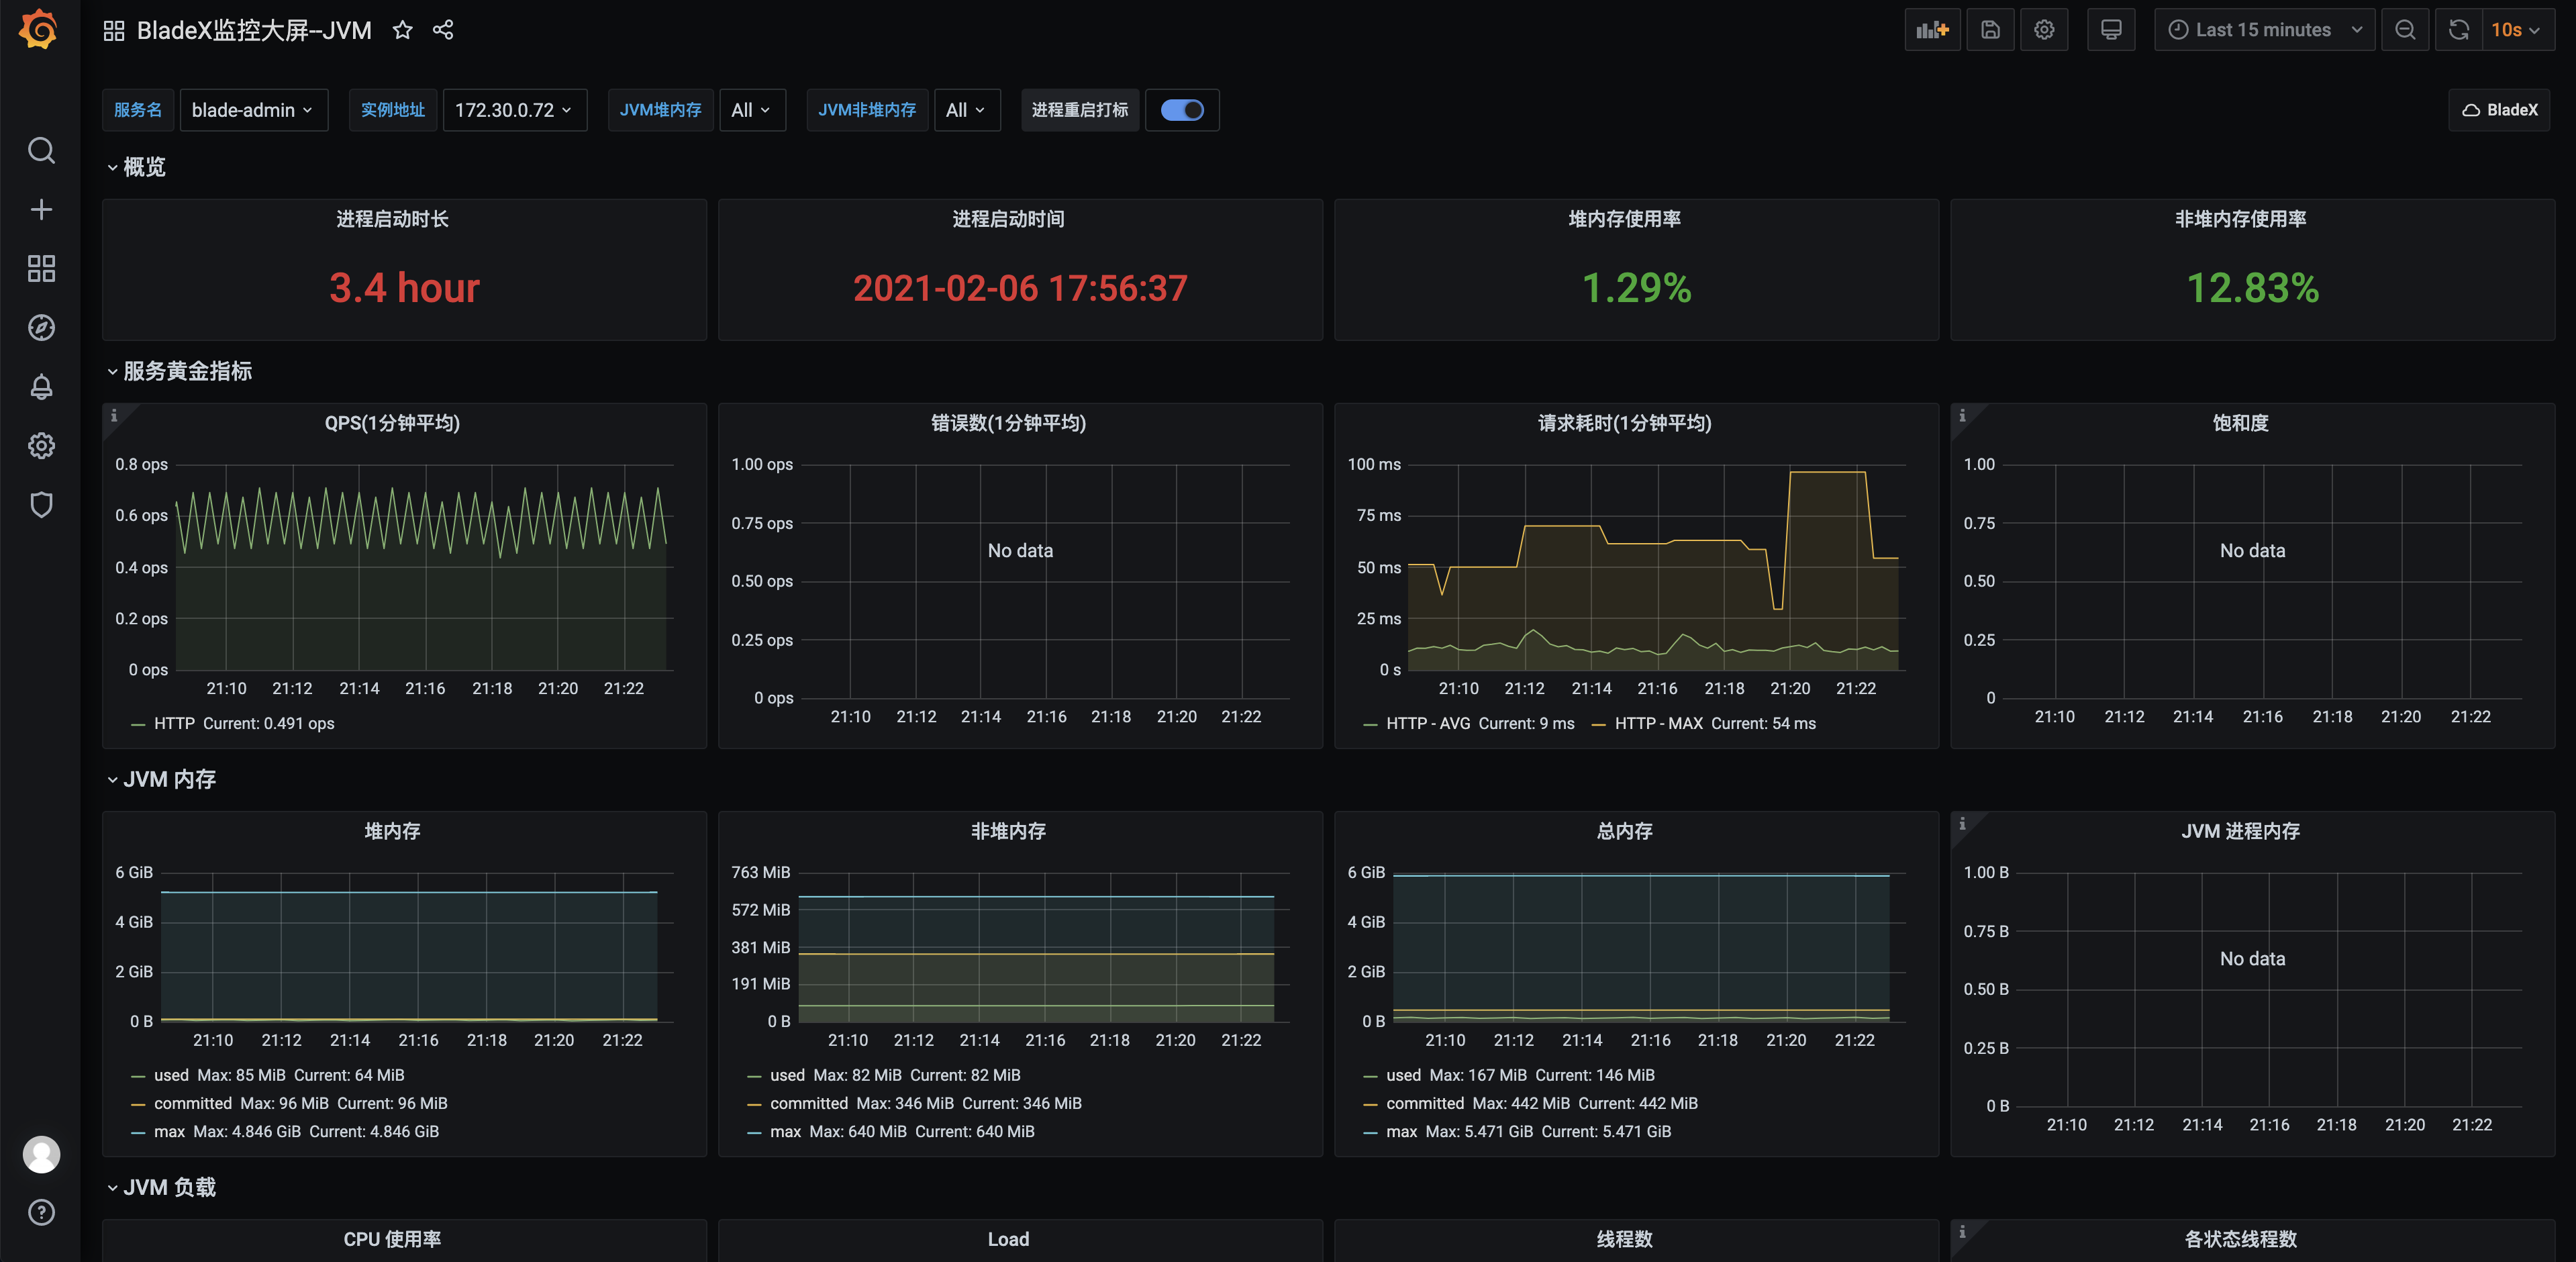 BladeX监控大屏--JVM
Last 15 minutes
10s
服务名 blade-admin 实例地址 172.30.0.72 JVM堆内存 All JVM非堆内存 All 进程重启打标
BladeX
概览
进程启动时长
3.4 hour
进程启动时间
2021-02-06 17:56:37
堆内存使用率
1.29%
非堆内存使用率
12.83%
服务黄金指标
QPS(1分钟平均)
0.8 ops
0.6 ops
0.4 ops
0.2 ops
0 ops
21:10 21:12 21:14 21:16 21:18 21:20 21:22
HTTP Current: 0.491 ops
错误数(1分钟平均)
1.00 ops
0.75 ops
0.50 ops
0.25 ops
0 ops
No data
21:10 21:12 21:14 21:16 21:18 21:20 21:22
请求耗时(1分钟平均)
100 ms
75 ms
50 ms
25 ms
0 s
21:10 21:12 21:14 21:16 21:18 21:20 21:22
HTTP - AVG Current: 9 ms HTTP - MAX Current: 54 ms
饱和度
1.00
0.75
0.50
0.25
0
No data
21:10 21:12 21:14 21:16 21:18 21:20 21:22
JVM 内存
堆内存
6 GiB
4 GiB
2 GiB
0 B
21:10 21:12 21:14 21:16 21:18 21:20 21:22
used Max: 85 MiB Current: 64 MiB
committed Max: 96 MiB Current: 96 MiB
max Max: 4.846 GiB Current: 4.846 GiB
非堆内存
763 MiB
572 MiB
381 MiB
191 MiB
0 B
21:10 21:12 21:14 21:16 21:18 21:20 21:22
used Max: 82 MiB Current: 82 MiB
committed Max: 346 MiB Current: 346 MiB
max Max: 640 MiB Current: 640 MiB
总内存
6 GiB
4 GiB
2 GiB
0 B
21:10 21:12 21:14 21:16 21:18 21:20 21:22
used Max: 167 MiB Current: 146 MiB
committed Max: 442 MiB Current: 442 MiB
max Max: 5.471 GiB Current: 5.471 GiB
JVM 进程内存
1.00 B
0.75 B
0.50 B
0.25 B
0 B
No data
21:10 21:12 21:14 21:16 21:18 21:20 21:22
JVM 负载
CPU 使用率
Load
线程数
各状态线程数